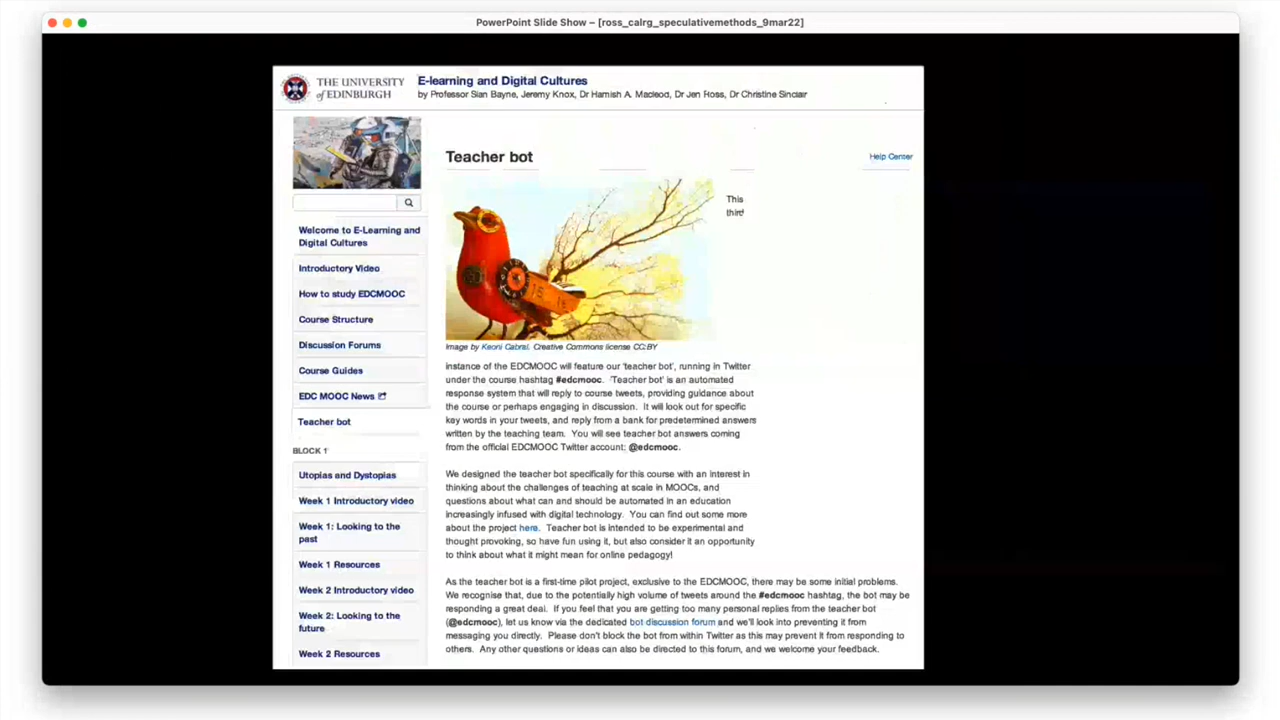 PowerPoint Slide Show – [ross_calrg_speculativemethods_9mar22]
THE UNIVERSITY
of EDINBURGH
E-learning and Digital Cultures
by Professor Sian Bayne, Jeremy Knox, Dr Hamish A. Macleod, Dr Jen Ross, Dr Christine Sinclair
Welcome to E-Learning and
Digital Cultures
Introductory Video
How to study EDCMOOC
Course Structure
Discussion Forums
Course Guides
EDC MOOC News
Teacher bot
BLOCK 1
Utopias and Dystopias
Week 1 Introductory video
Week 1: Looking to the
past
Week 1 Resources
Week 2 Introductory video
Week 2: Looking to the
future
Week 2 Resources
Teacher bot
Help Center
This
third
Image by Keoni Cabral. Creative Commons license CC:BY
instance of the EDCMOOC will feature our 'teacher bot', running in Twitter
under the course hashtag #edcmooc. 'Teacher bot' is an automated
response system that will reply to course tweets, providing guidance about
the course or perhaps engaging in discussion. It will look out for specific
key words in your tweets, and reply from a bank for predetermined answers
written by the teaching team. You will see teacher bot answers coming
from the official EDCMOOC Twitter account; @edcmooc.
We designed the teacher bot specifically for this course with an interest in
thinking about the challenges of teaching at scale in MOOCs, and
questions about what can and should be automated in an education
increasingly infused with digital technology. You can find out some more
about the project here. Teacher bot is intended to be experimental and
thought provoking, so have fun using it, but also consider it an opportunity
to think about what it might mean for online pedagogy!
As the teacher bot is a first-time pilot project, exclusive to the EDCMOOC, there may be some initial problems.
We recognise that, due to the potentially high volume of tweets around the #edcmooc hashtag, the bot may be
responding a great deal. If you feel that you are getting too many personal replies from the teacher bot
(@edcmooc), let us know via the dedicated bot discussion forum and we'll look into preventing it from
messaging you directly. Please don't block the bot from within Twitter as this may prevent it from responding to
others. Any other questions or ideas can also be directed to this forum, and we welcome your feedback.